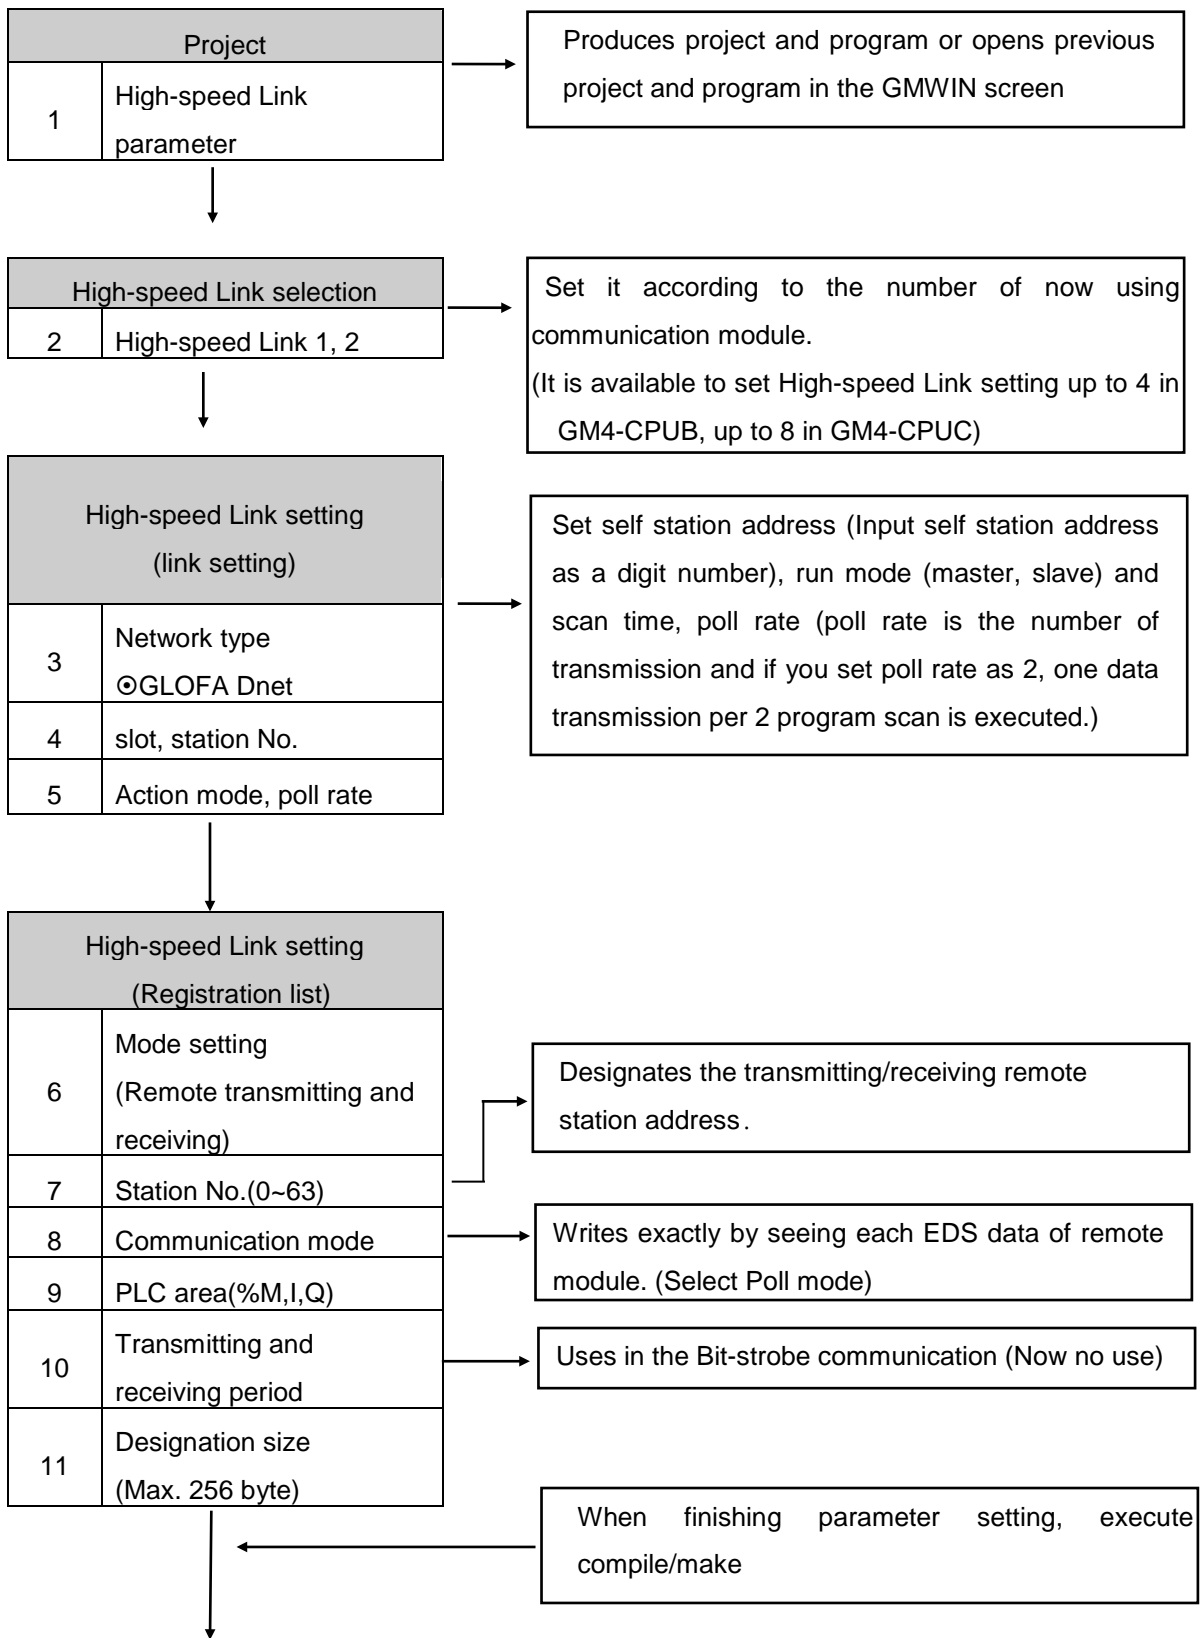 Project
1
High-speed Link
parameter
Produces project and program or opens previous
project and program in the GMWIN screen
High-speed Link selection
2
High-speed Link 1, 2
Set it according to the number of now using
communication module.
(It is available to set High-speed Link setting up to 4 in
GM4-CPUB, up to 8 in GM4-CPUC)
High-speed Link setting
(link setting)
3
Network type
⊙GLOFA Dnet
4
slot, station No.
5
Action mode, poll rate
Set self station address (Input self station address
as a digit number), run mode (master, slave) and
scan time, poll rate (poll rate is the number of
transmission and if you set poll rate as 2, one data
transmission per 2 program scan is executed.)
High-speed Link setting
(Registration list)
6
Mode setting
(Remote transmitting and
receiving)
7
Station No.(0~63)
8
Communication mode
9
PLC area(%M,I,Q)
10
Transmitting and
receiving period
11
Designation size
(Max. 256 byte)
Designates the transmitting/receiving remote
station address.
Writes exactly by seeing each EDS data of remote
module. (Select Poll mode)
Uses in the Bit-strobe communication (Now no use)
When finishing parameter setting, execute
compile/make